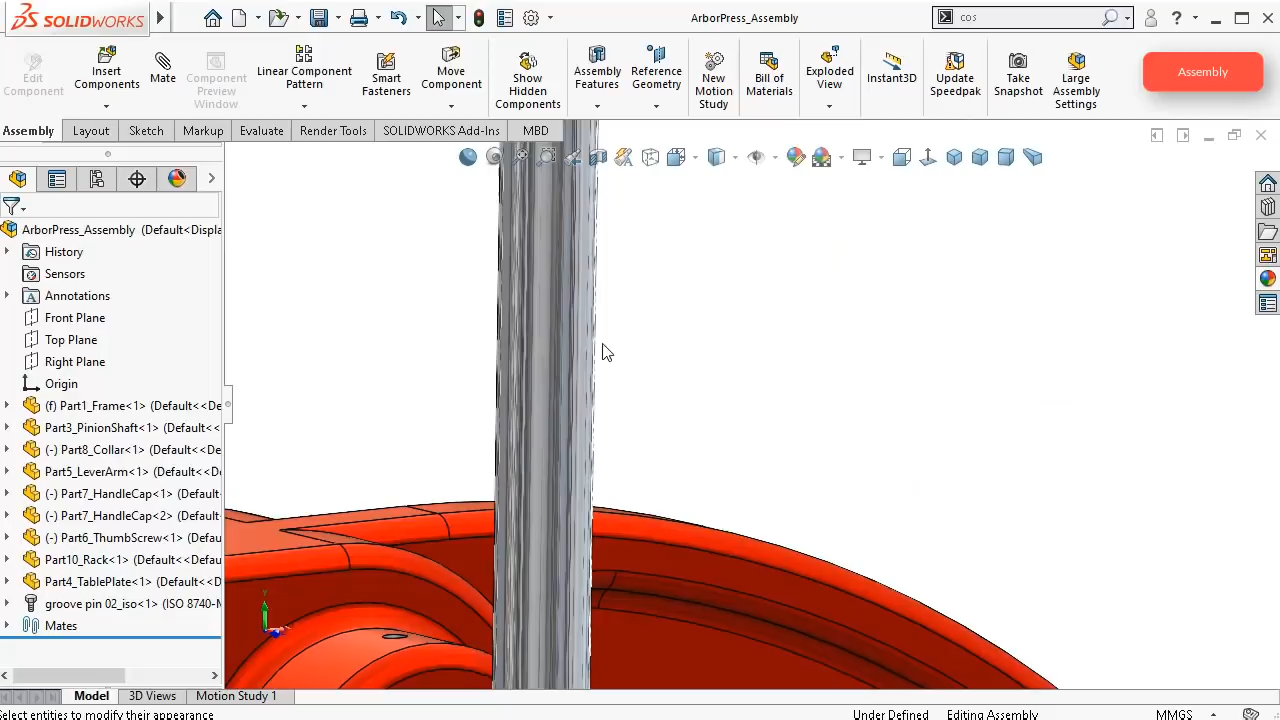 SOLIDWORKS
ArborPress_Assembly
cos
Edit Component
Insert Components
Mate
Component Preview Window
Linear Component Pattern
Smart Fasteners
Move Component
Show Hidden Components
Assembly Features
Reference Geometry
New Motion Study
Bill of Materials
Exploded View
Instant3D
Update Speedpak
Take Snapshot
Large Assembly Settings
Assembly
Assembly Layout Sketch Markup Evaluate Render Tools SOLIDWORKS Add-Ins MBD
ArborPress_Assembly (Default<Displa
History
Sensors
Annotations
Front Plane
Top Plane
Right Plane
Origin
(f) Part1_Frame<1> (Default<<De
Part3_PinionShaft<1> (Default<<
(-) Part8_Collar<1> (Default<<De
Part5_LeverArm<1> (Default<<D
(-) Part7_HandleCap<1> (Default
(-) Part7_HandleCap<2> (Default
(-) Part6_ThumbScrew<1> (Defau
Part10_Rack<1> (Default<<Defa
Part4_TablePlate<1> (Default<<D
groove pin 02_iso<1> (ISO 8740-M
Mates
Model 3D Views Motion Study 1
Select entities to modify their appearance Under Defined Editing Assembly MMGS